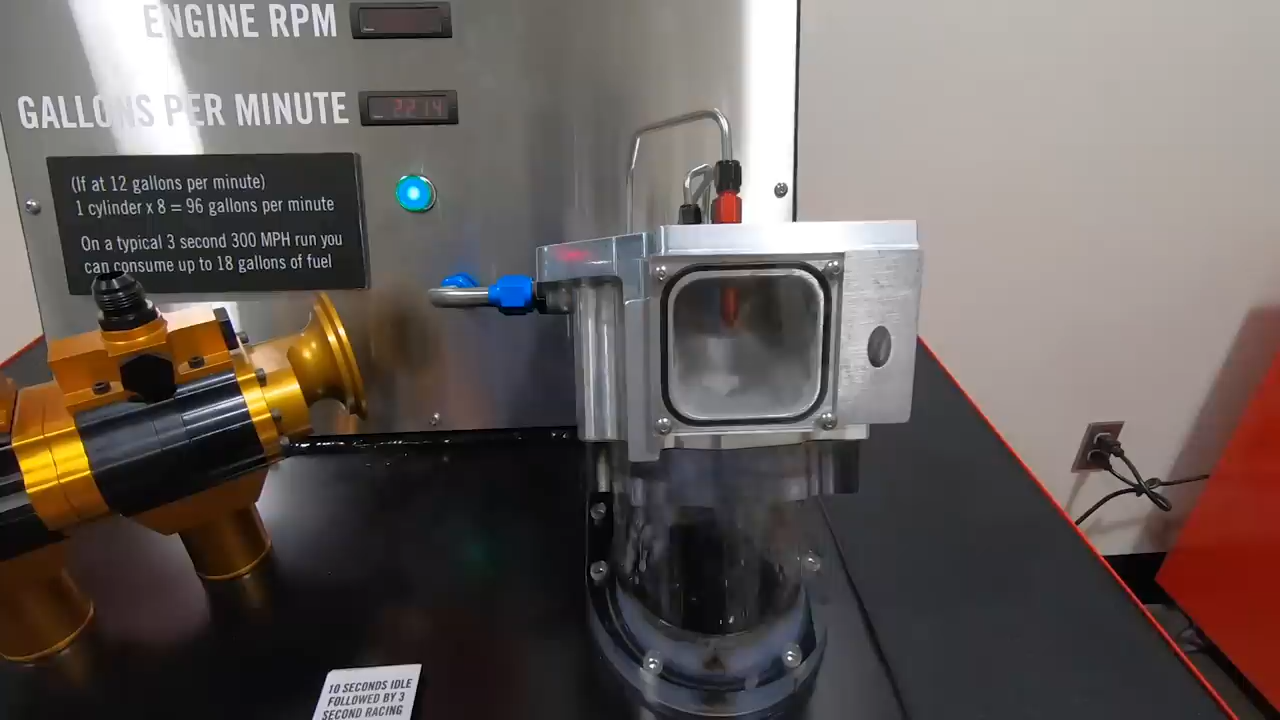 ENGINE RPM
GALLONS PER MINUTE
(If at 12 gallons per minute)
1 cylinder x 8 = 96 gallons per minute
On a typical 3 second 300 MPH run you
can consume up to 18 gallons of fuel
10 SECONDS IDLE
FOLLOWED BY 3
SECOND RACING